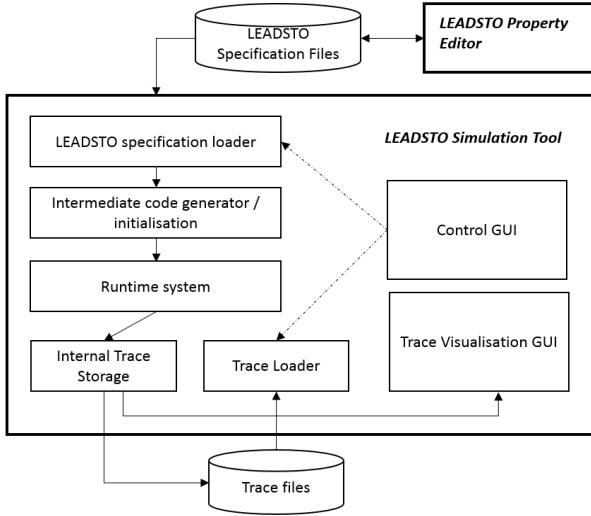 LEADSTO
Specification Files
LEADSTO Property
Editor
LEADSTO specification loader
LEADSTO Simulation Tool
Intermediate code generator /
initialisation
Control GUI
Runtime system
Internal Trace
Storage
Trace Loader
Trace Visualisation GUI
Trace files